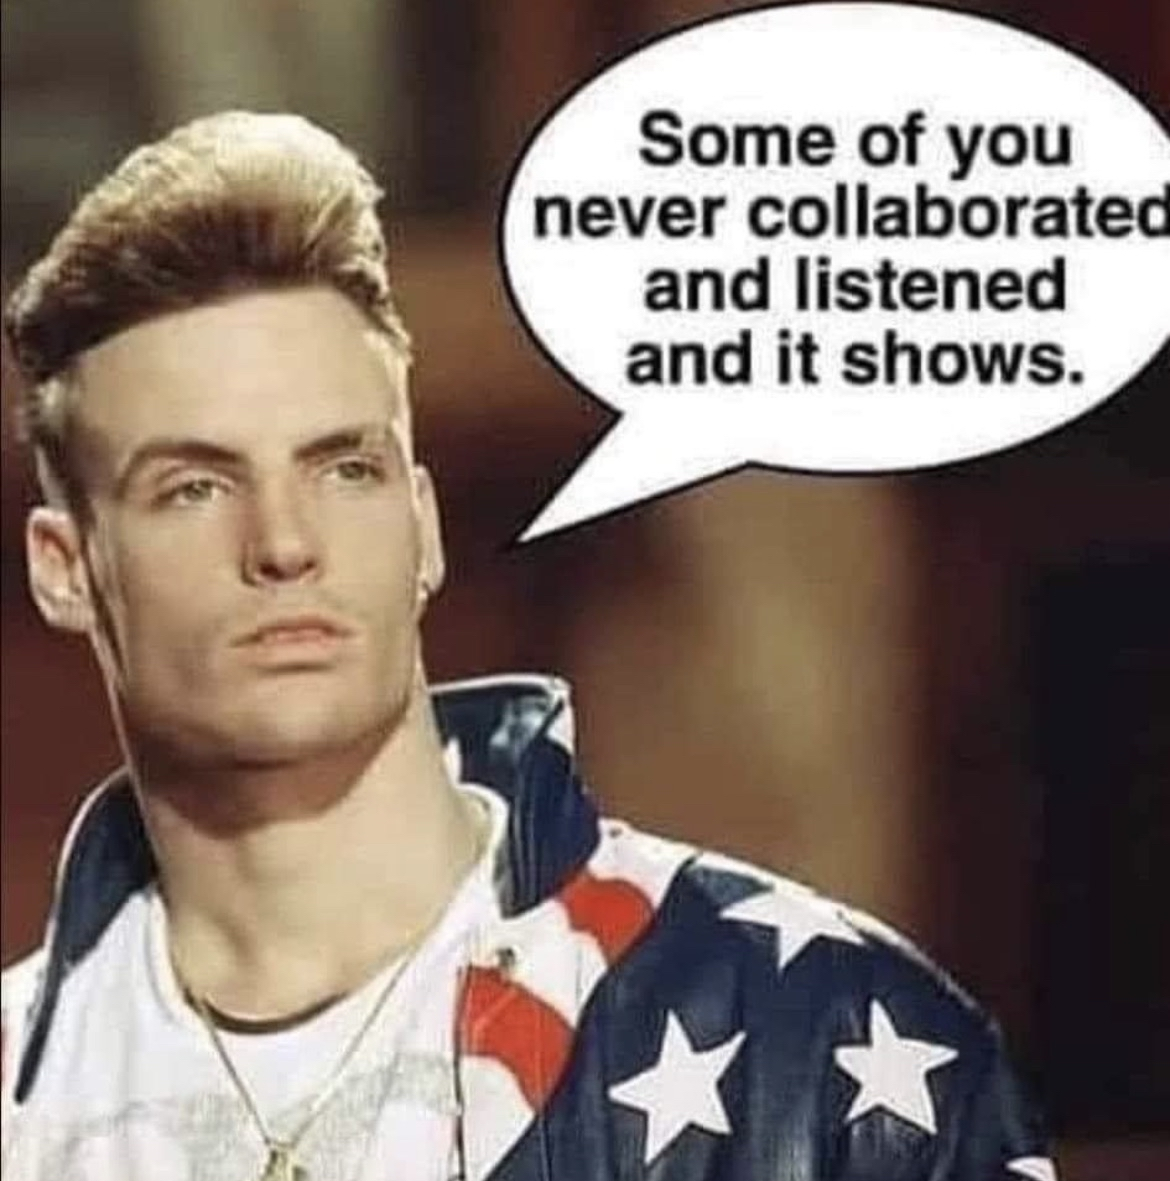 Some of you
never collaborated
and listened
and it shows.